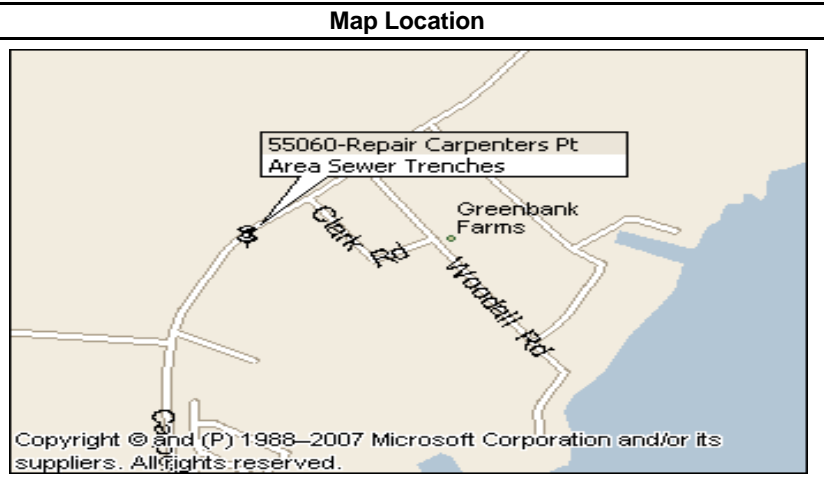 Map Location
55060-Repair Carpenters Pt
Area Sewer Trenches
Greenbank
Farms
Clark Rd
Woodall Rd
Copyright © and (P) 1988–2007 Microsoft Corporation and/or its
suppliers. All rights reserved.